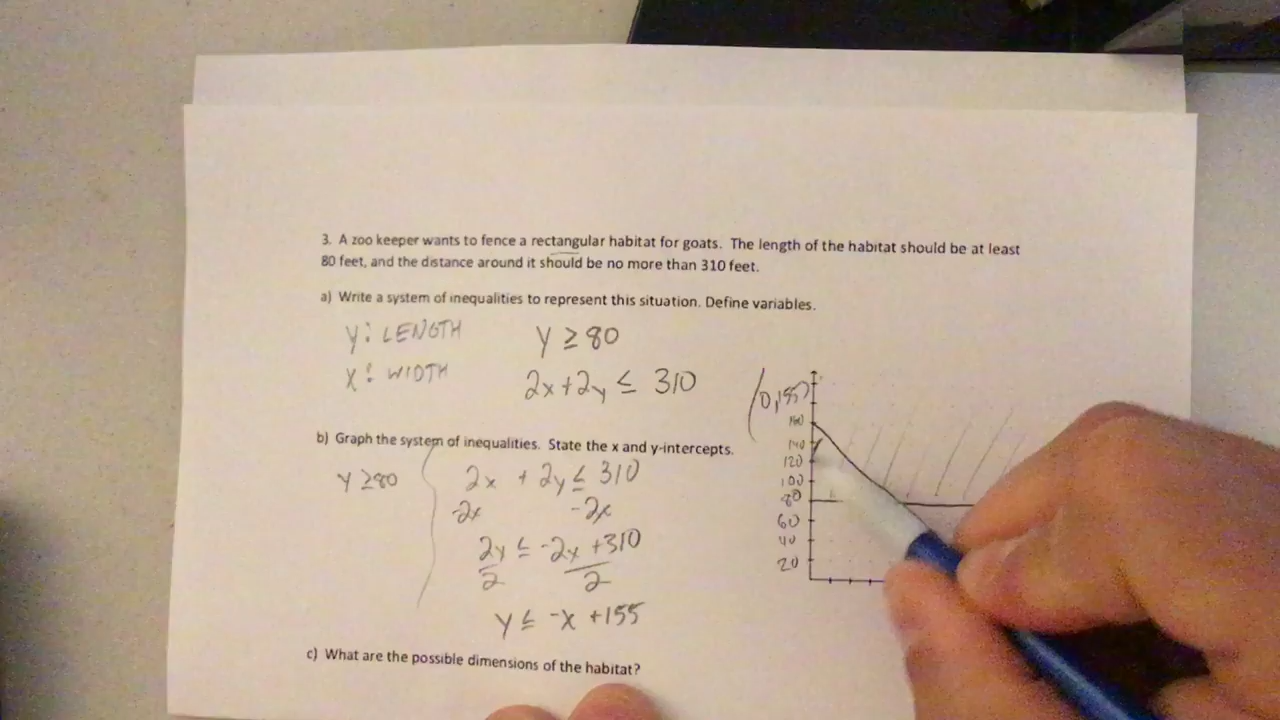 3. A zoo keeper wants to fence a rectangular habitat for goats. The length of the habitat should be at least
80 feet, and the distance around it should be no more than 310 feet.
a) Write a system of inequalities to represent this situation. Define variables.
Y: LENGTH
Y ≥ 80
X: WIDTH
2x+2y ≤ 310
b) Graph the system of inequalities. State the x and y-intercepts.
Y ≥80
2x + 2y ≤ 310
-2x -2x
2y ≤ -2x +310
2 2
y ≤ -x +155
(0,155)
160
140
120
100
80
60
40
20
c) What are the possible dimensions of the habitat?